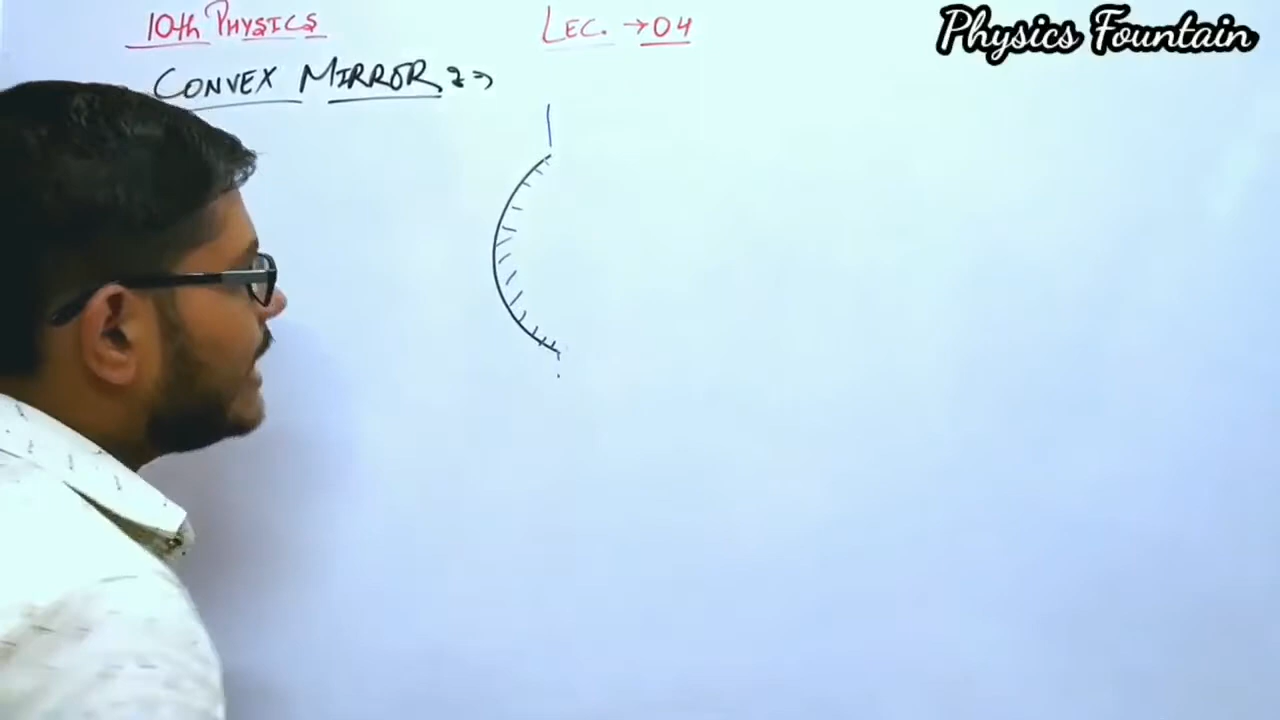 10th PHYSICS
LEC. → 04
Physics Fountain
CONVEX MIRROR :→